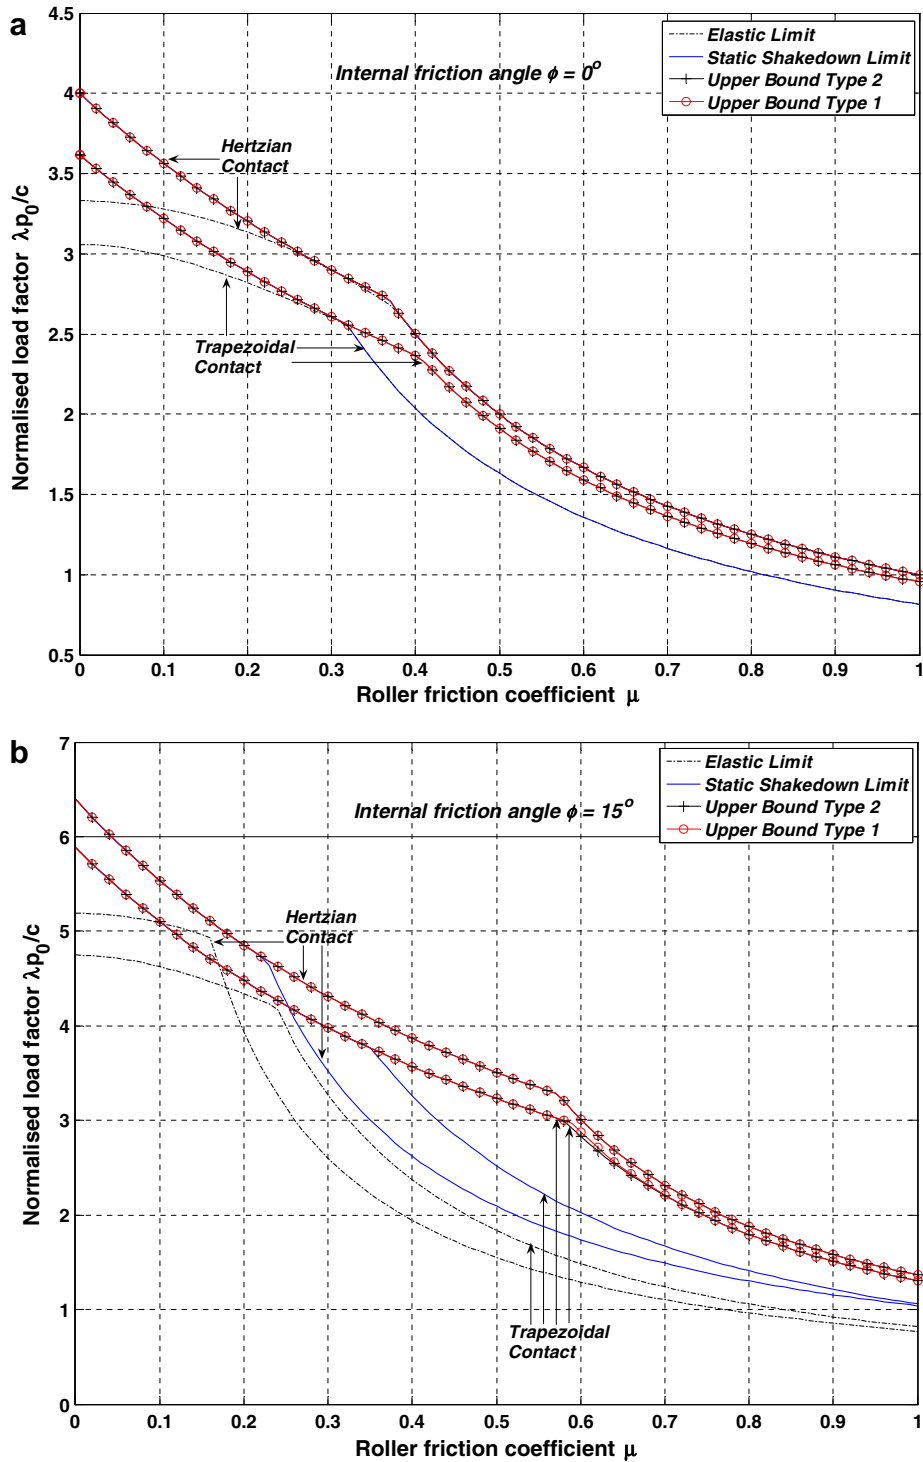 a
4.5
4
3.5
3
2.5
2
1.5
1
0.5
Normalised load factor λp0/c
Internal friction angle ϕ = 0o
Elastic Limit
Static Shakedown Limit
Upper Bound Type 2
Upper Bound Type 1
Hertzian
Contact
Trapezoidal
Contact
0 0.1 0.2 0.3 0.4 0.5 0.6 0.7 0.8 0.9 1
Roller friction coefficient μ
b
7
6
5
4
3
2
1
0
Normalised load factor λp0/c
Internal friction angle ϕ = 15o
Elastic Limit
Static Shakedown Limit
Upper Bound Type 2
Upper Bound Type 1
Hertzian
Contact
Trapezoidal
Contact
0 0.1 0.2 0.3 0.4 0.5 0.6 0.7 0.8 0.9 1
Roller friction coefficient μ